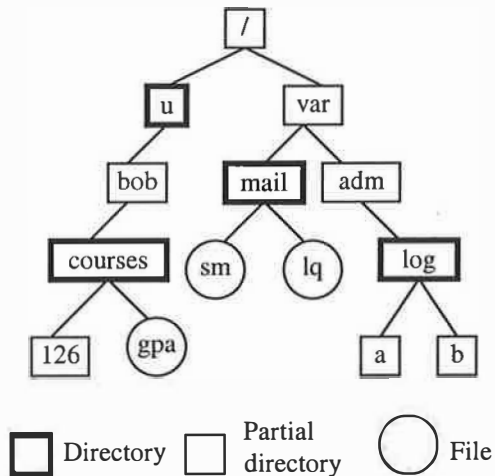 /
u
var
bob
mail
adm
courses
sm
lq
log
126
gpa
a
b
Directory
Partial
directory
File